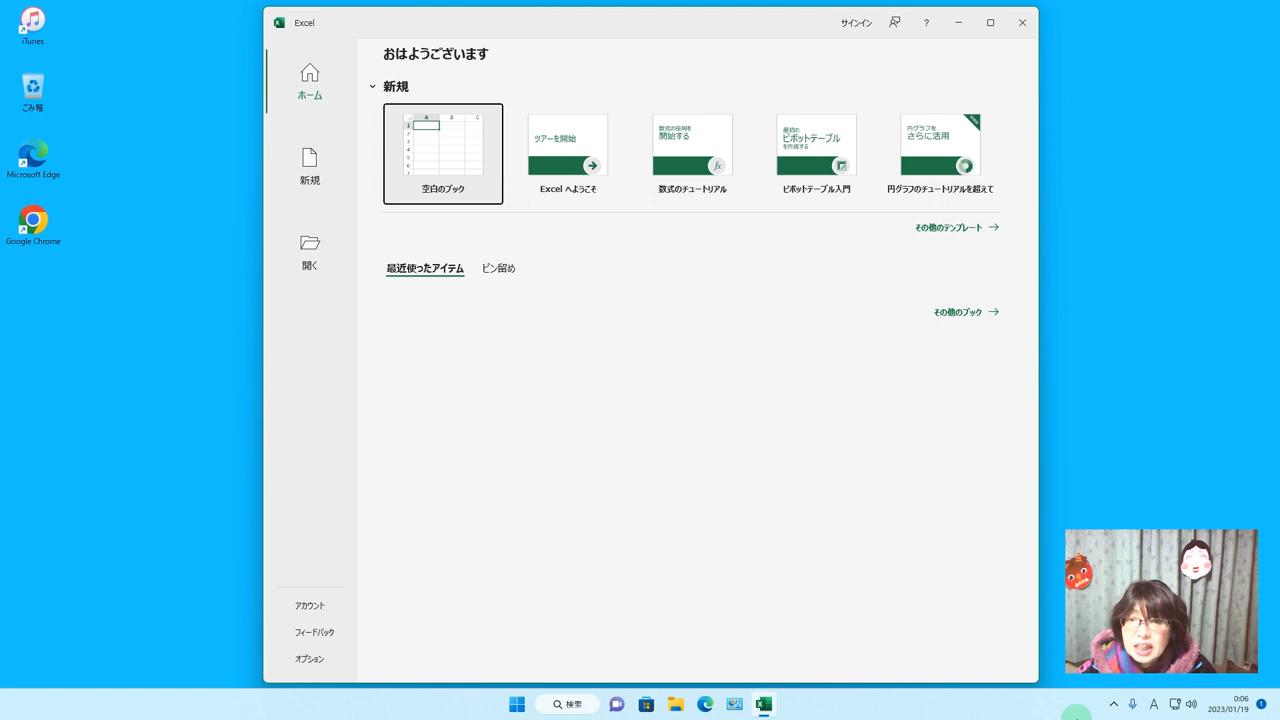 iTunes
ごみ箱
Microsoft Edge
Google Chrome
Excel
サインイン
?
ホーム
新規
開く
アカウント
フィードバック
オプション
おはようございます
新規
A B C
1
2
3
4
5
6
7
空白のブック
ツアーを開始
Excel へようこそ
数式の使用を
開始する
fx
数式のチュートリアル
最初の
ピボットテーブル
を作成する
ピボットテーブル入門
円グラフを
さらに活用
円グラフのチュートリアルを超えて
その他のテンプレート
最近使ったアイテム ピン留め
その他のブック
検索
A
0:06
2023/01/19
1